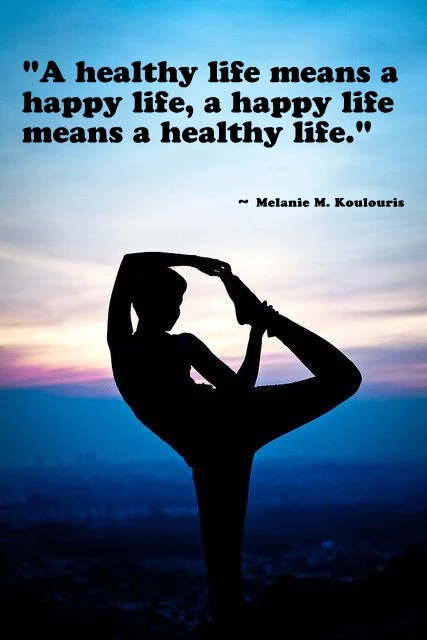 "A healthy life means a
happy life, a happy life
means a healthy life."
~ Melanie M. Koulouris